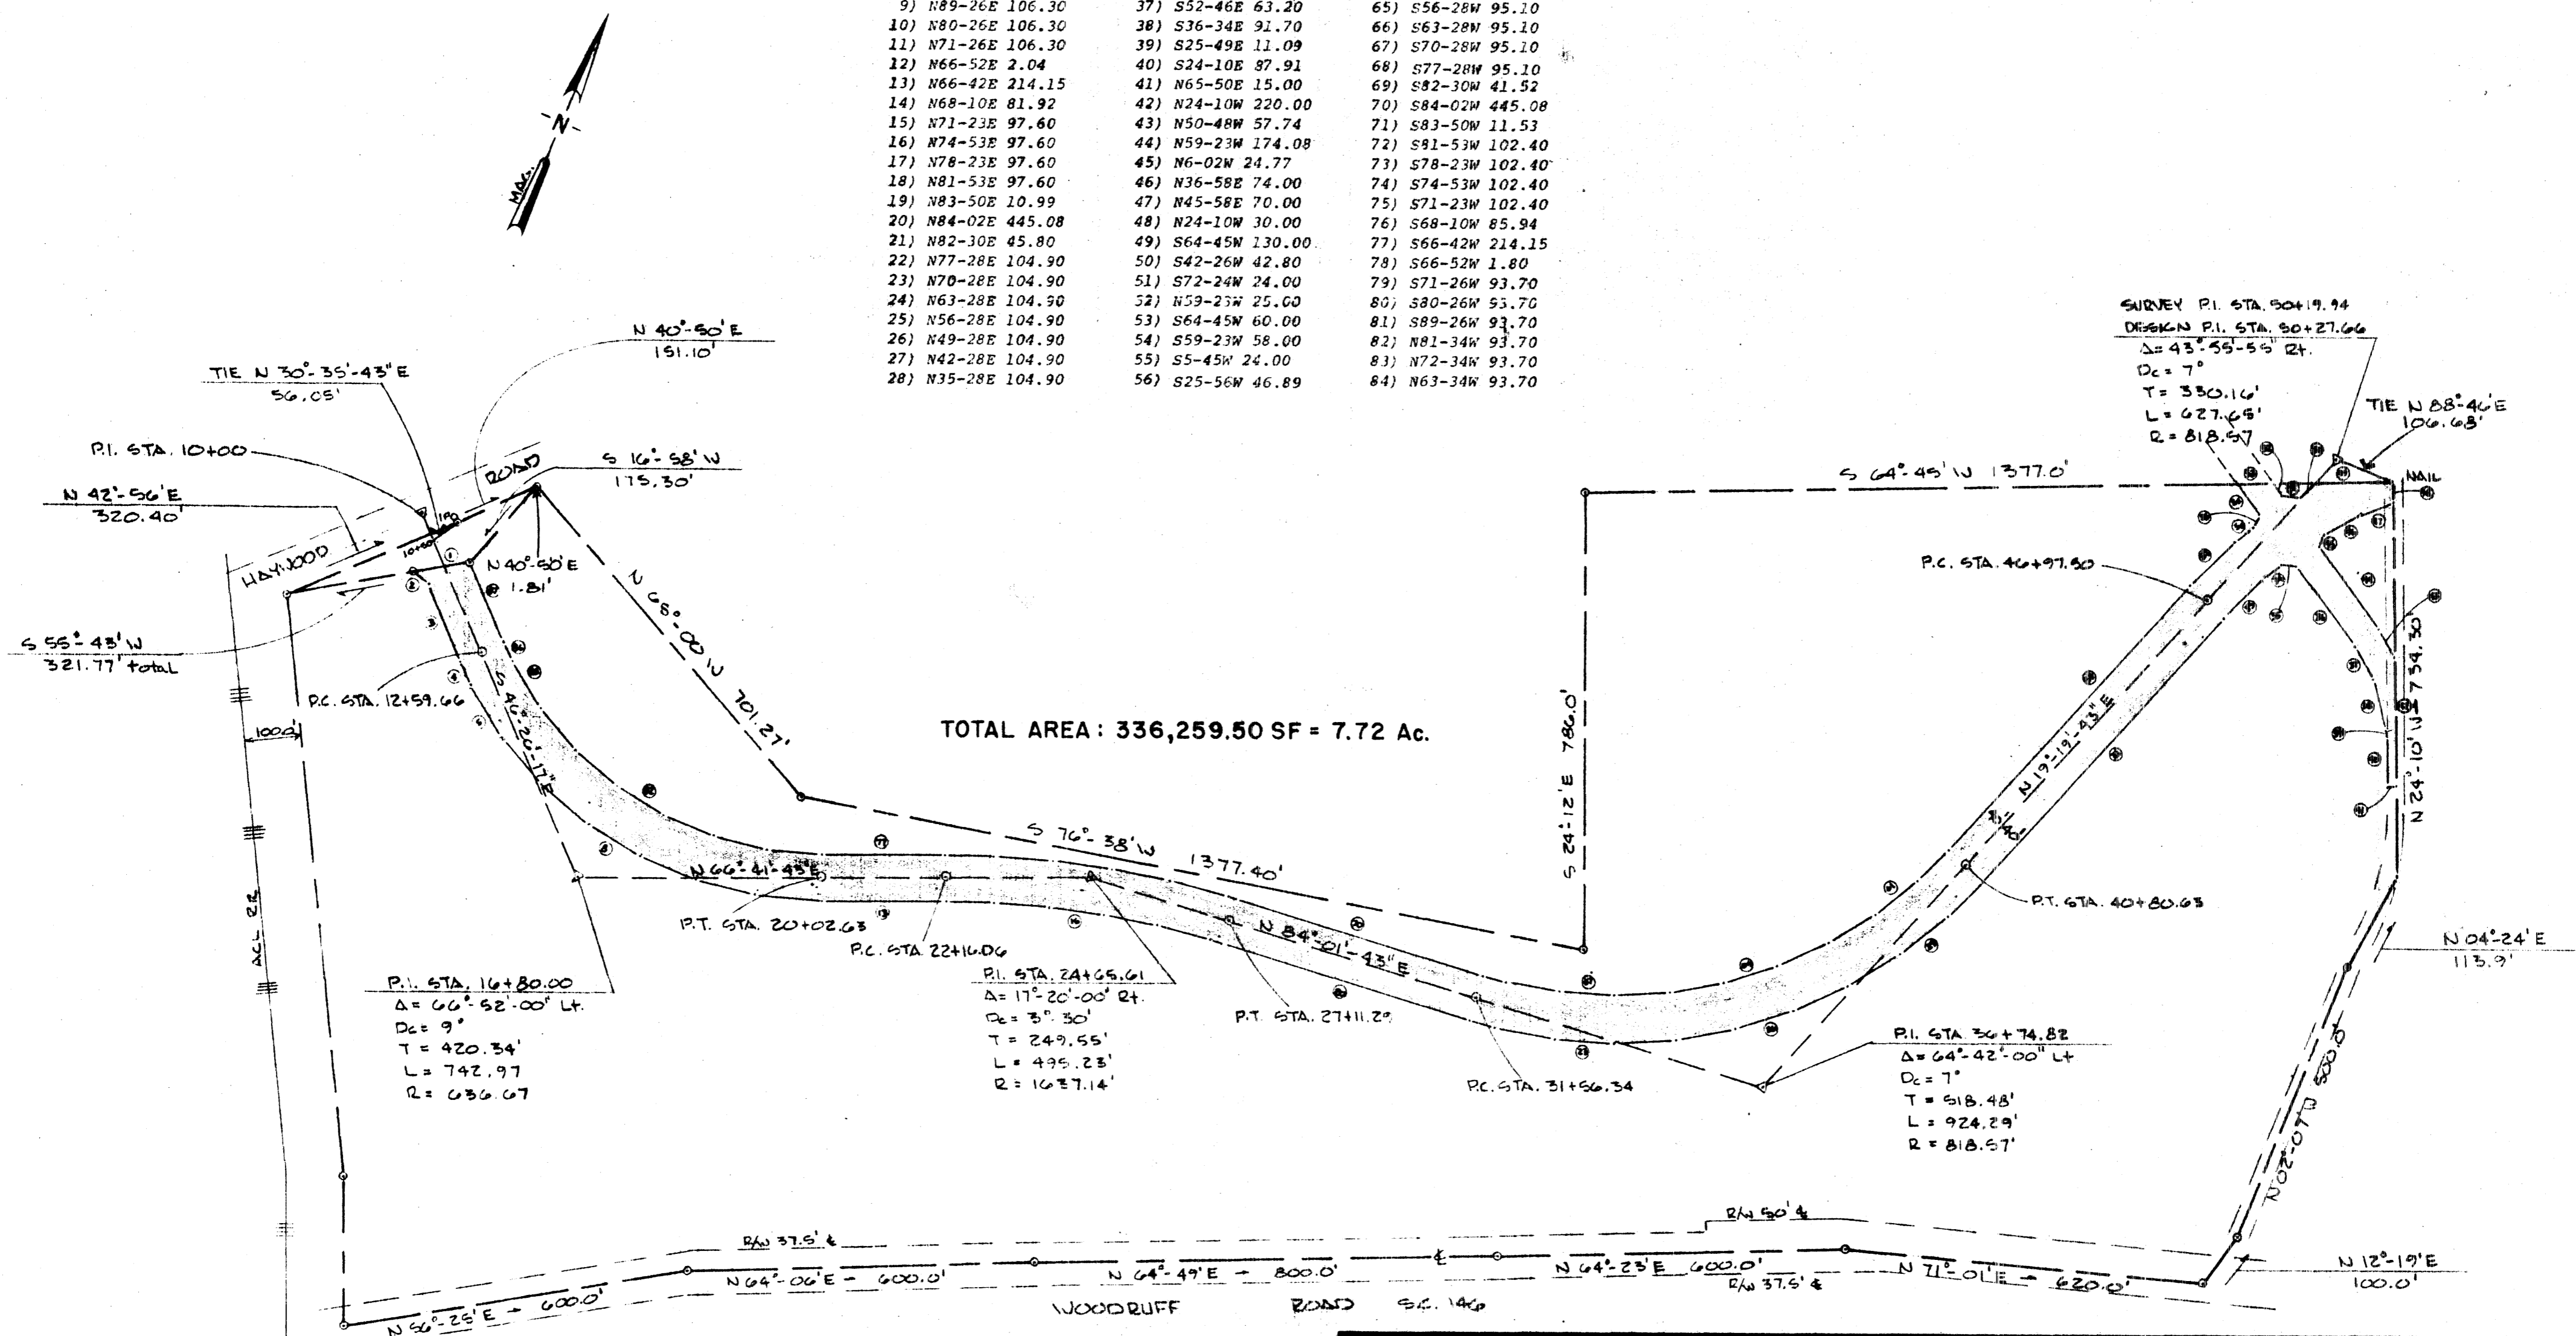 9) N89-26E 106.30
10) N80-26E 106.30
11) N71-26E 106.30
12) N66-52E 2.04
13) N66-42E 214.15
14) N68-10E 81.92
15) N71-23E 97.60
16) N74-53E 97.60
17) N78-23E 97.60
18) N81-53E 97.60
19) N83-50E 10.99
20) N84-02E 445.08
21) N82-30E 45.80
22) N77-28E 104.90
23) N70-28E 104.90
24) N63-28E 104.90
25) N56-28E 104.90
26) N49-28E 104.90
27) N42-28E 104.90
28) N35-28E 104.90
37) S52-46E 63.20
38) S36-34E 91.70
39) S25-49E 11.09
40) S24-10E 87.91
41) N65-50E 15.00
42) N24-10W 220.00
43) N50-48W 57.74
44) N59-23W 174.08
45) N6-02W 24.77
46) N36-58E 74.00
47) N45-58E 70.00
48) N24-10W 30.00
49) S64-45W 130.00
50) S42-26W 42.80
51) S72-24W 24.00
52) N59-23W 25.00
53) S64-45W 60.00
54) S59-23W 58.00
55) S5-45W 24.00
56) S25-56W 46.89
65) S56-28W 95.10
66) S63-28W 95.10
67) S70-28W 95.10
68) S77-28W 95.10
69) S82-30W 41.52
70) S84-02W 445.08
71) S83-50W 11.53
72) S81-53W 102.40
73) S78-23W 102.40
74) S74-53W 102.40
75) S71-23W 102.40
76) S68-10W 85.94
77) S66-42W 214.15
78) S66-52W 1.80
79) S71-26W 93.70
80) S80-26W 93.70
81) S89-26W 93.70
82) N81-34W 93.70
83) N72-34W 93.70
84) N63-34W 93.70
-N-
MAG.
N 40°-50'E
151.10'
TIE N 30°-35'-43"E
56.05'
P.I. STA. 10+00
N 42°-56'E
320.40'
HAYWOOD ROAD
S 16°-58' W
175.30'
10+50
N 40°-50'E
1.81'
S 55°-43' W
321.77' total
P.C. STA. 12+59.66
S 46°-26'-17"E
N 68°-00' W 701.27'
100.0'
ACL RR
TOTAL AREA : 336,259.50 SF = 7.72 Ac.
S 76°-38' W 1377.40'
N 66°-41'-43"E
P.T. STA. 20+02.63
P.C. STA. 22+16.06
P.I. STA. 16+80.00
Δ = 66°-52'-00" Lt.
Dc = 9°
T = 420.34'
L = 742.97
R = 636.67
P.I. STA. 24+65.61
Δ = 17°-20'-00" Rt.
Dc = 3°-30'
T = 249.55'
L = 495.23'
R = 1637.14'
N 84°-01'-43"E
P.T. STA. 27+11.29
P.C. STA. 31+56.34
S 24°-12' E 786.0'
S 64°-45' W 1377.0'
SURVEY P.I. STA. 50+19.94
DESIGN P.I. STA. 50+27.66
Δ = 43°-55'-55" Rt.
Dc = 7°
T = 330.16'
L = 627.65'
R = 818.57
TIE N 88°-46'E
106.68'
NAIL
P.C. STA. 46+97.50
N 19°-19'-43"E
N 24°-10' W 734.30'
P.T. STA. 40+80.63
P.I. STA. 36+74.82
Δ = 64°-42'-00" Lt
Dc = 7°
T = 518.48'
L = 924.29'
R = 818.57'
N 04°-24'E
113.9'
500.0'
N 12°-19'E
100.0'
R/W 37.5' ℄
R/W 50' ℄
N 56°-25'E - 600.0'
N 64°-06'E - 600.0'
N 64°-49'E - 800.0'
℄
N 64°-23'E 600.0'
R/W 37.5' ℄
N 71°-01'E - 620.0'
WOODRUFF ROAD S.C. 146